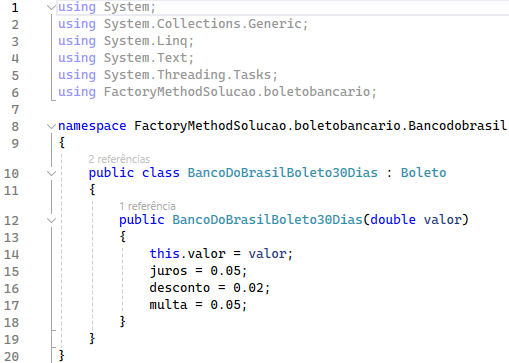 1 using System;
2 using System.Collections.Generic;
3 using System.Linq;
4 using System.Text;
5 using System.Threading.Tasks;
6 using FactoryMethodSolucao.boletobancario;
7
8 namespace FactoryMethodSolucao.boletobancario.Bancodobrasil
9 {
2 referências
10 public class BancoDoBrasilBoleto30Dias : Boleto
11 {
1 referência
12 public BancoDoBrasilBoleto30Dias(double valor)
13 {
14 this.valor = valor;
15 juros = 0.05;
16 desconto = 0.02;
17 multa = 0.05;
18 }
19 }
20 }